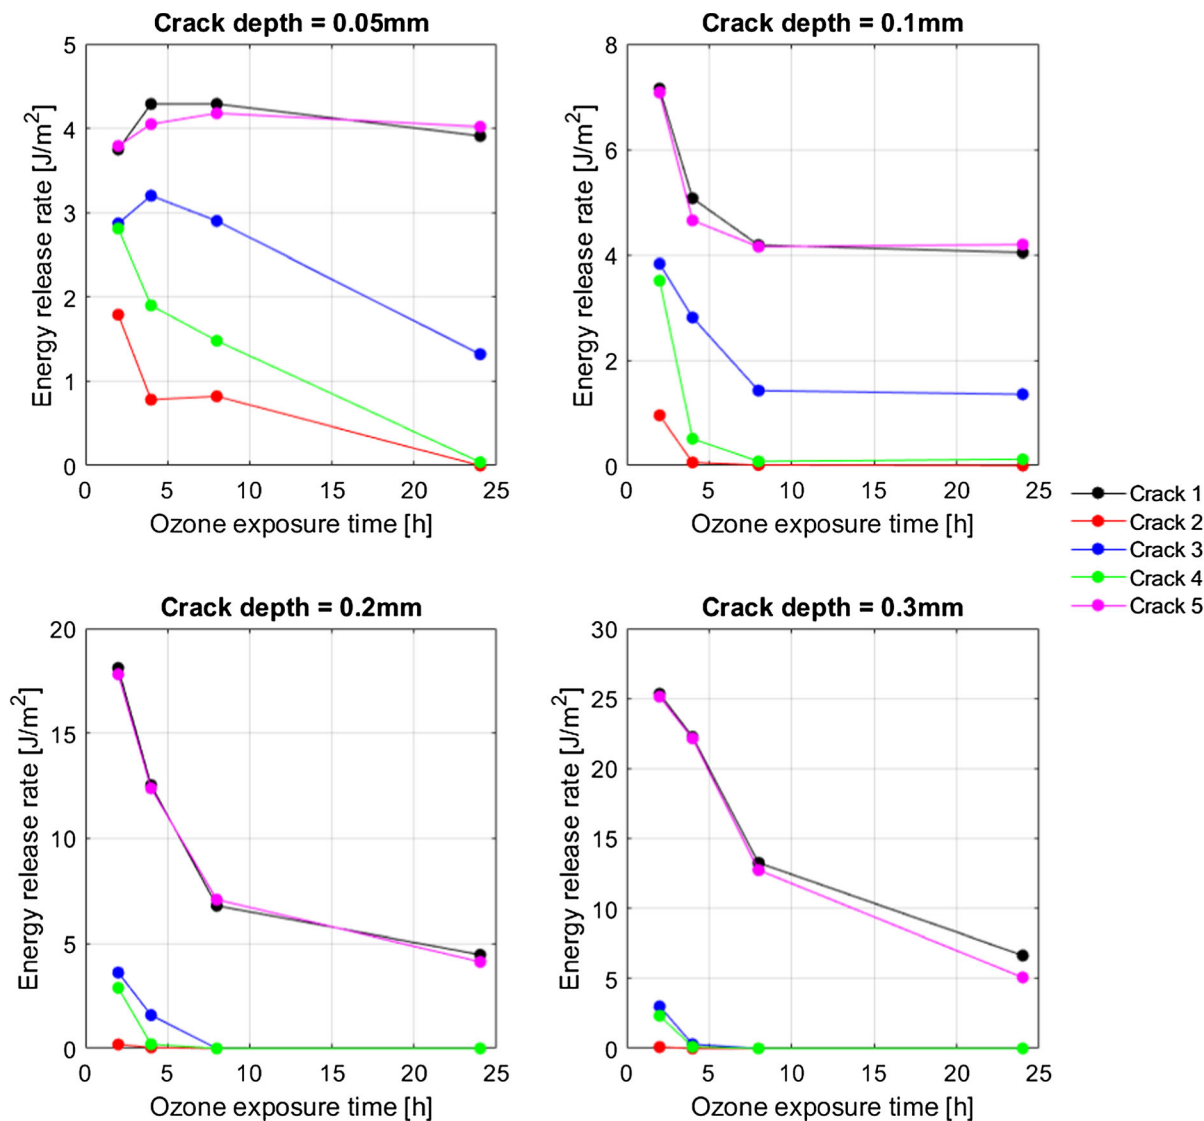 Crack depth = 0.05mm
Energy release rate [J/m²]
5
4
3
2
1
0
0 5 10 15 20 25
Ozone exposure time [h]
Crack depth = 0.1mm
Energy release rate [J/m²]
8
6
4
2
0
0 5 10 15 20 25
Ozone exposure time [h]
Crack 1
Crack 2
Crack 3
Crack 4
Crack 5
Crack depth = 0.2mm
Energy release rate [J/m²]
20
15
10
5
0
0 5 10 15 20 25
Ozone exposure time [h]
Crack depth = 0.3mm
Energy release rate [J/m²]
30
25
20
15
10
5
0
0 5 10 15 20 25
Ozone exposure time [h]